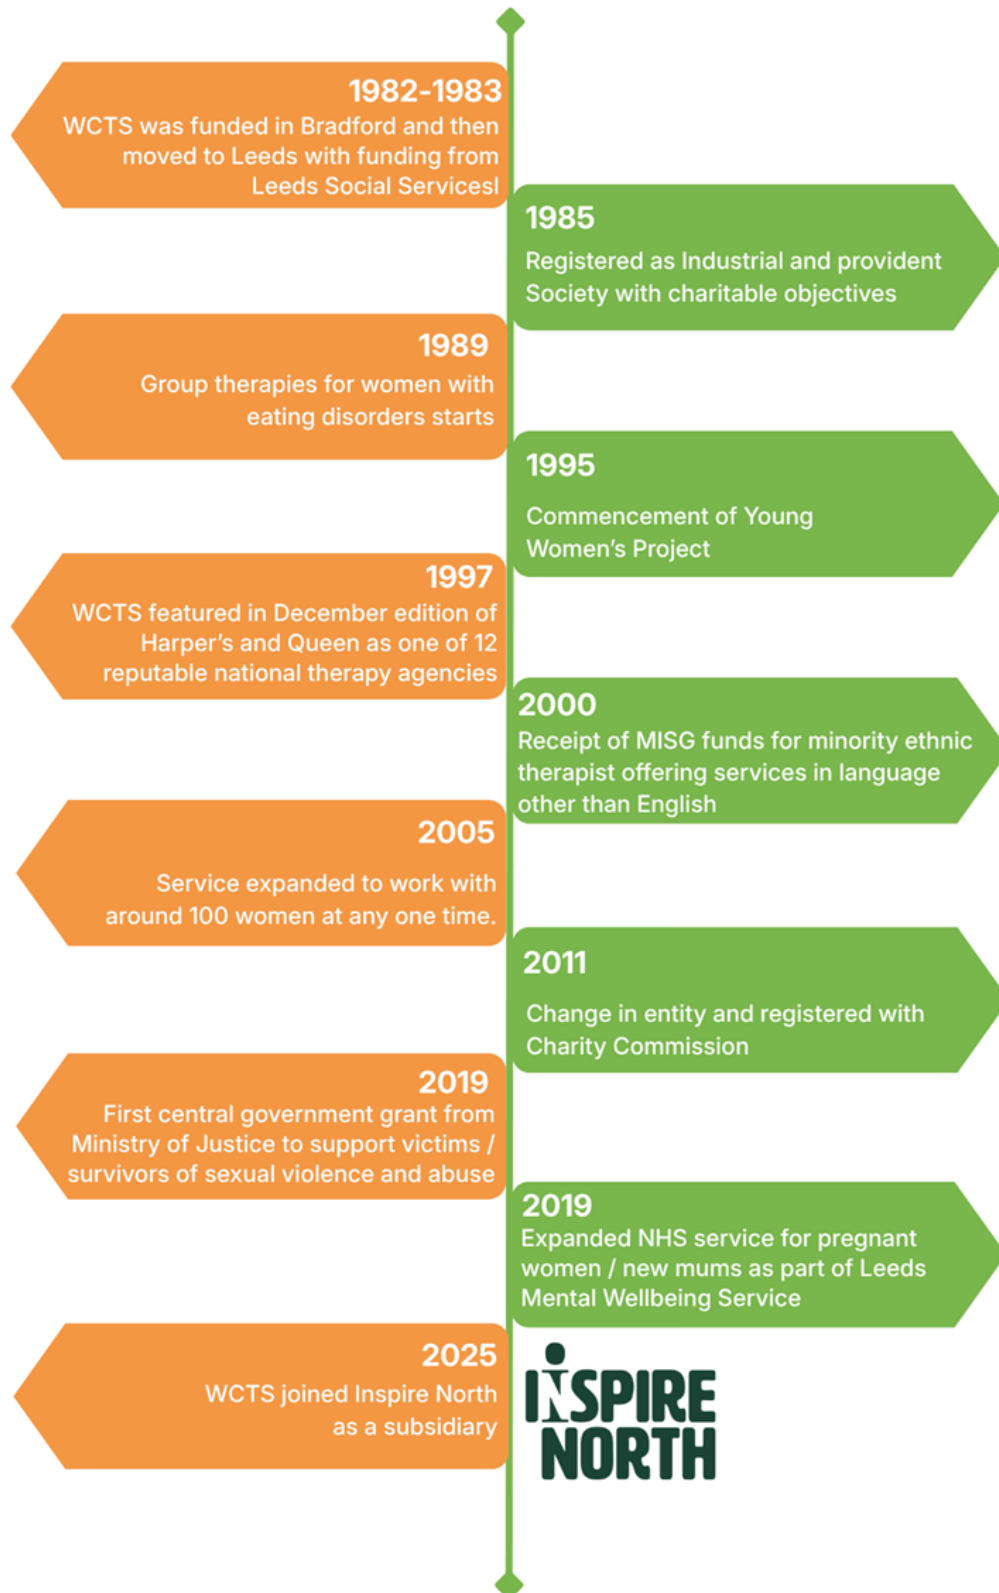 1982-1983
WCTS was funded in Bradford and then
moved to Leeds with funding from
Leeds Social Servicesl
1985
Registered as Industrial and provident
Society with charitable objectives
1989
Group therapies for women with
eating disorders starts
1995
Commencement of Young
Women's Project
1997
WCTS featured in December edition of
Harper's and Queen as one of 12
reputable national therapy agencies
2000
Receipt of MISG funds for minority ethnic
therapist offering services in language
other than English
2005
Service expanded to work with
around 100 women at any one time.
2011
Change in entity and registered with
Charity Commission
2019
First central government grant from
Ministry of Justice to support victims /
survivors of sexual violence and abuse
2019
Expanded NHS service for pregnant
women / new mums as part of Leeds
Mental Wellbeing Service
2025
WCTS joined Inspire North
as a subsidiary
INSPIRE
NORTH